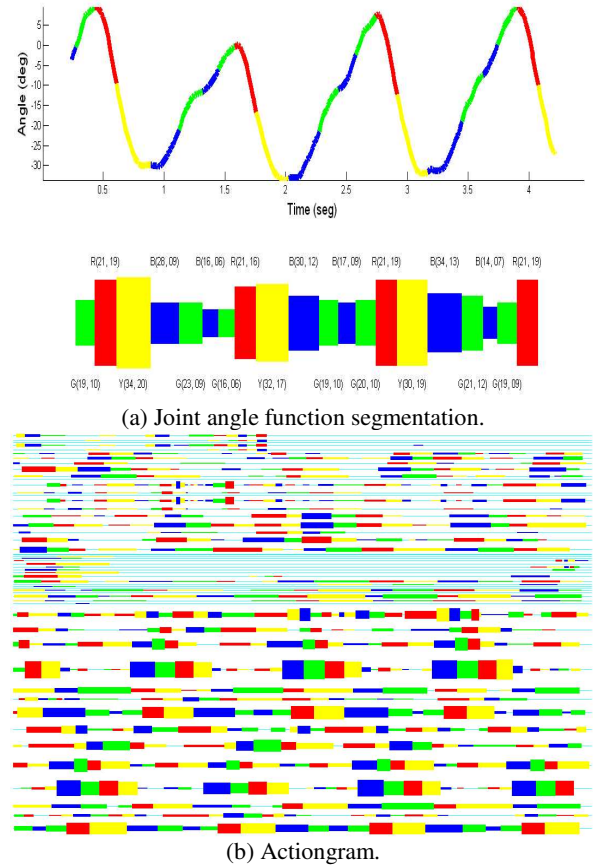 5
0
-5
-10
-15
-20
-25
-30
Angle (deg)
0.5 1 1.5 2 2.5 3 3.5 4
Time (seg)
R(21, 19) B(28, 09) B(16, 06) R(21, 16) B(30, 12) B(17, 09) R(21, 19) B(34, 13) B(14, 07) R(21, 19)
G(19, 10) Y(34, 20) G(23, 09) G(16, 06) Y(32, 17) G(19, 10) G(20, 10) Y(30, 19) G(21, 12) G(19, 09)
(a) Joint angle function segmentation.
(b) Actiongram.